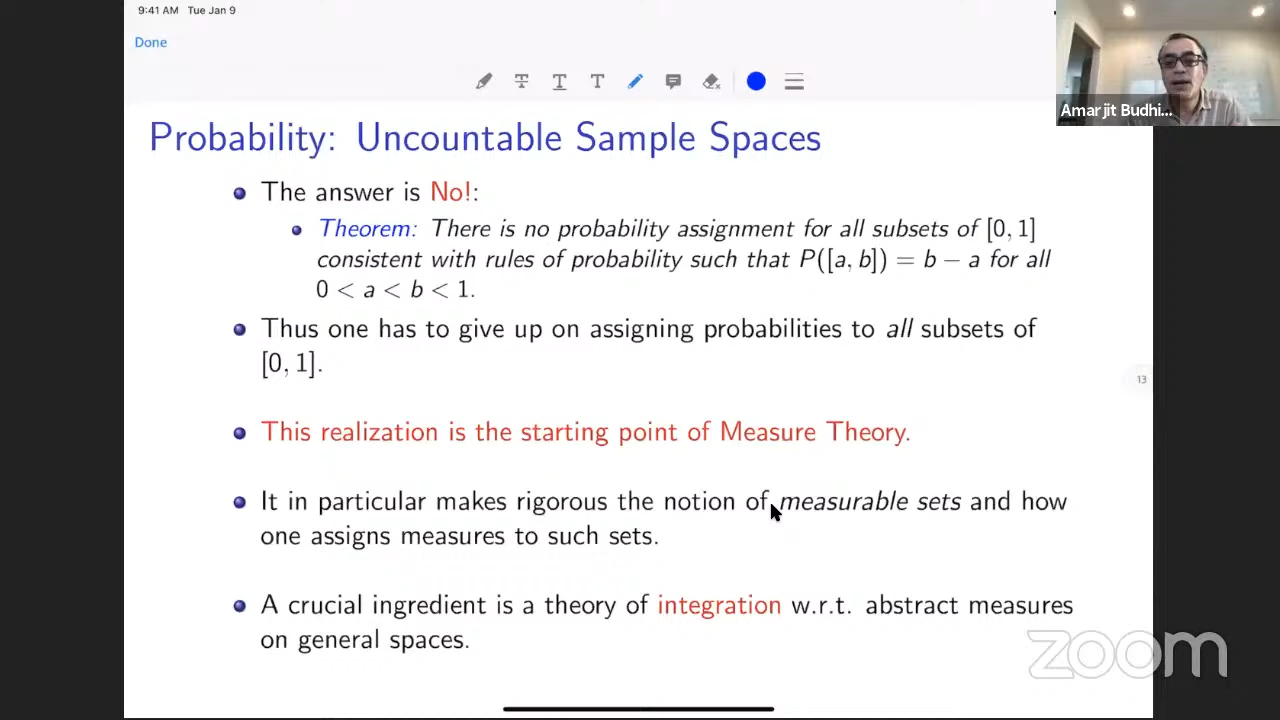 9:41 AM Tue Jan 9
Done
Amarjit Budhi...
Probability: Uncountable Sample Spaces
The answer is No!:
Theorem: There is no probability assignment for all subsets of [0, 1]
consistent with rules of probability such that P([a, b]) = b − a for all
0 < a < b < 1.
Thus one has to give up on assigning probabilities to all subsets of
[0, 1].
13
This realization is the starting point of Measure Theory.
It in particular makes rigorous the notion of measurable sets and how
one assigns measures to such sets.
A crucial ingredient is a theory of integration w.r.t. abstract measures
on general spaces.
zoom